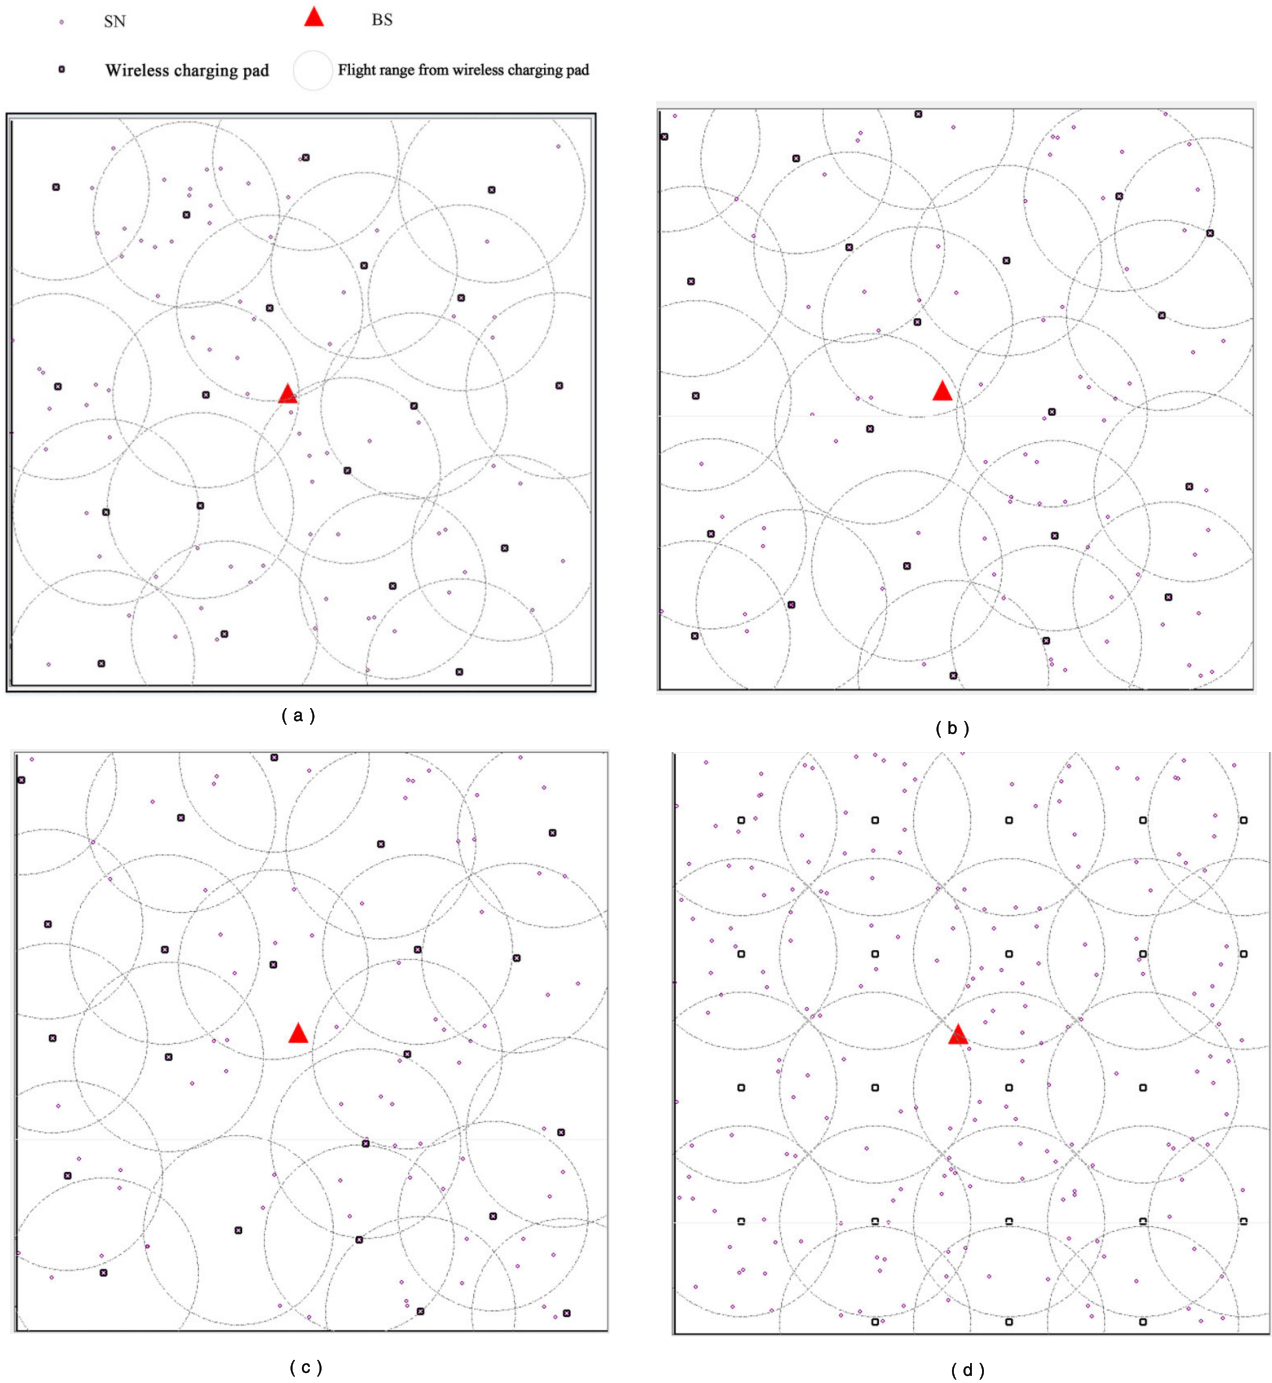 SN
BS
Wireless charging pad
Flight range from wireless charging pad
( a )
( b )
( c )
( d )